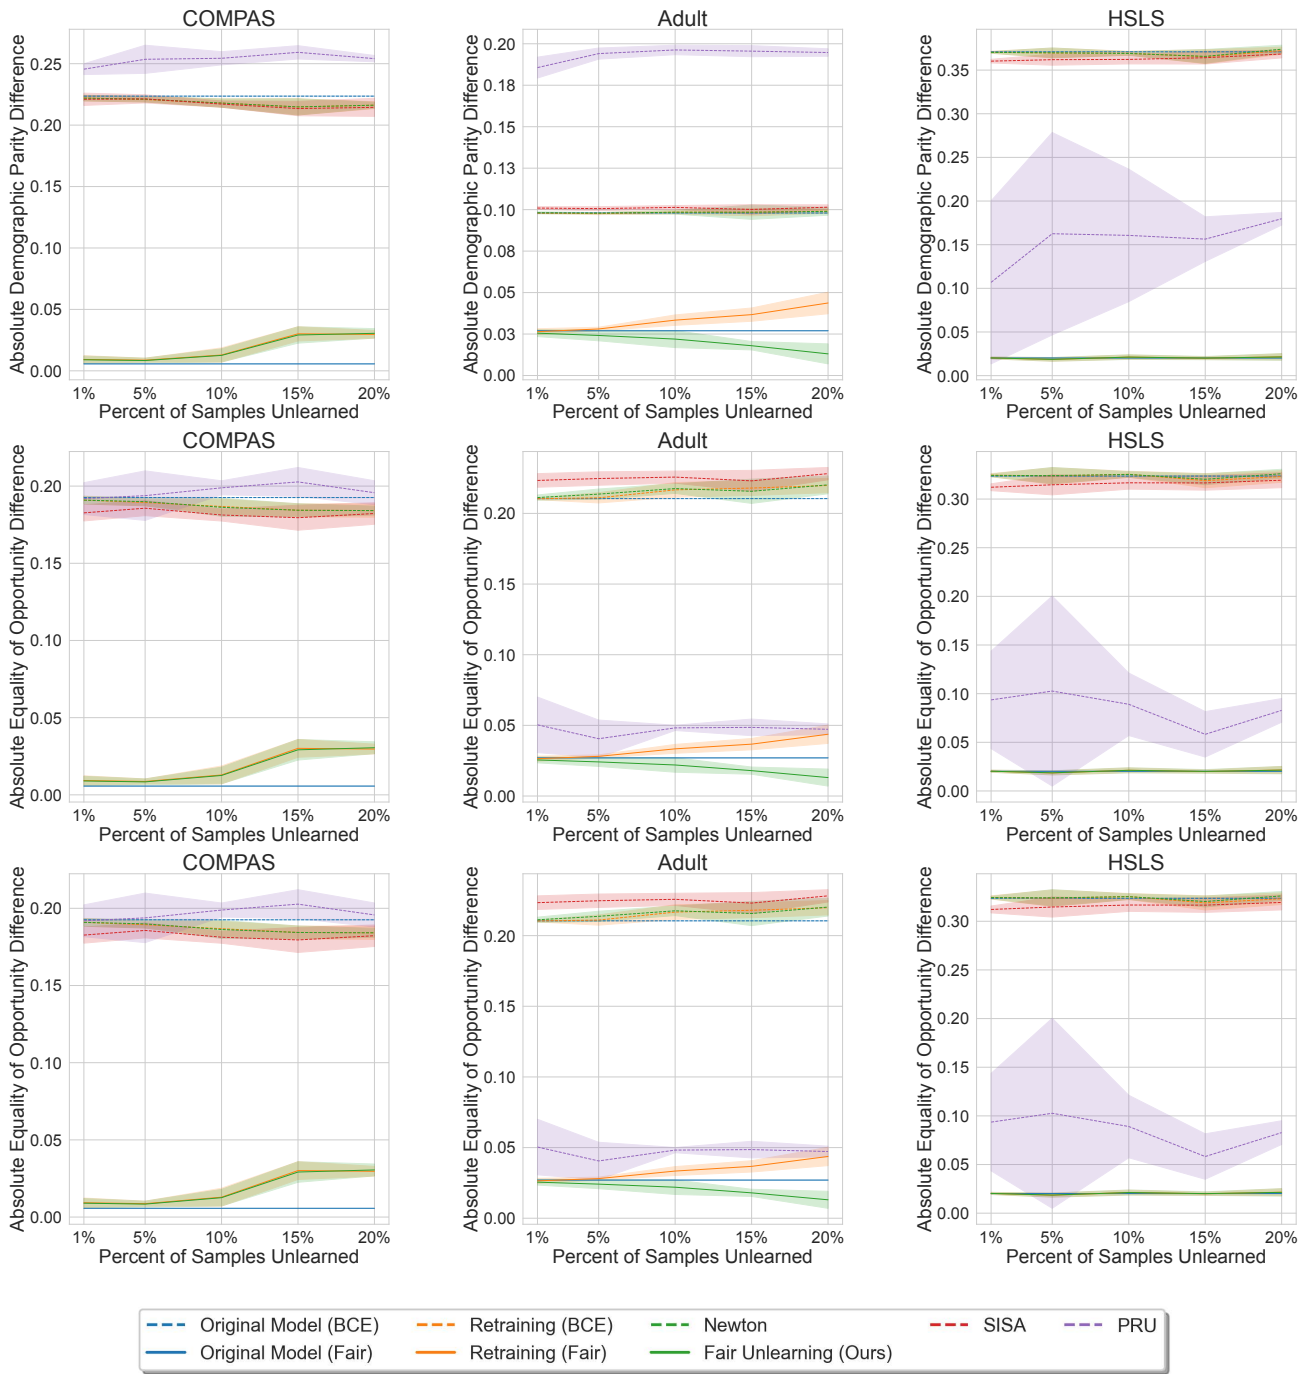 COMPAS
Adult
HSLS
Absolute Demographic Parity Difference
0.25
0.20
0.15
0.10
0.05
0.00
1% 5% 10% 15% 20%
Percent of Samples Unlearned
Absolute Demographic Parity Difference
0.20
0.18
0.15
0.13
0.10
0.08
0.05
0.03
0.00
1% 5% 10% 15% 20%
Percent of Samples Unlearned
Absolute Demographic Parity Difference
0.35
0.30
0.25
0.20
0.15
0.10
0.05
0.00
1% 5% 10% 15% 20%
Percent of Samples Unlearned
COMPAS
Adult
HSLS
Absolute Equality of Opportunity Difference
0.20
0.15
0.10
0.05
0.00
1% 5% 10% 15% 20%
Percent of Samples Unlearned
Absolute Equality of Opportunity Difference
0.20
0.15
0.10
0.05
0.00
1% 5% 10% 15% 20%
Percent of Samples Unlearned
Absolute Equality of Opportunity Difference
0.30
0.25
0.20
0.15
0.10
0.05
0.00
1% 5% 10% 15% 20%
Percent of Samples Unlearned
COMPAS
Adult
HSLS
Absolute Equality of Opportunity Difference
0.20
0.15
0.10
0.05
0.00
1% 5% 10% 15% 20%
Percent of Samples Unlearned
Absolute Equality of Opportunity Difference
0.20
0.15
0.10
0.05
0.00
1% 5% 10% 15% 20%
Percent of Samples Unlearned
Absolute Equality of Opportunity Difference
0.30
0.25
0.20
0.15
0.10
0.05
0.00
1% 5% 10% 15% 20%
Percent of Samples Unlearned
Original Model (BCE) Retraining (BCE) Newton SISA PRU
Original Model (Fair) Retraining (Fair) Fair Unlearning (Ours)